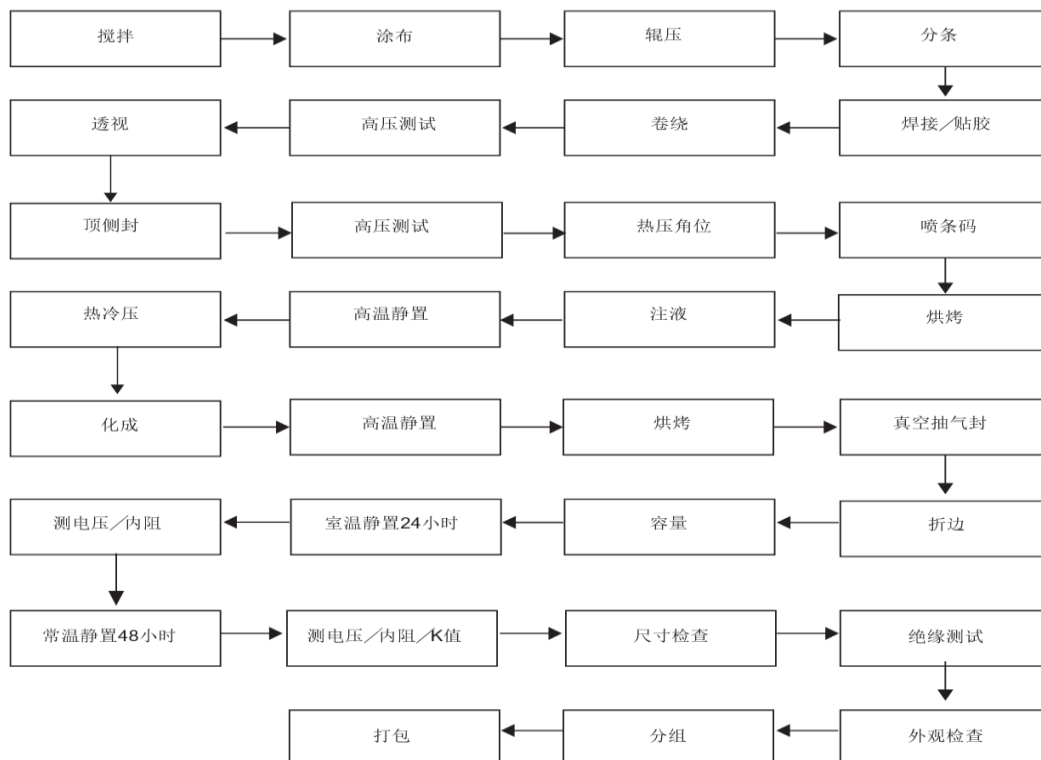 搅拌
涂布
辊压
分条
焊接／贴胶
卷绕
高压测试
透视
顶侧封
高压测试
热压角位
喷条码
烘烤
注液
高温静置
热冷压
化成
高温静置
烘烤
真空抽气封
折边
容量
室温静置24小时
测电压／内阻
常温静置48小时
测电压／内阻／K值
尺寸检查
绝缘测试
外观检查
分组
打包